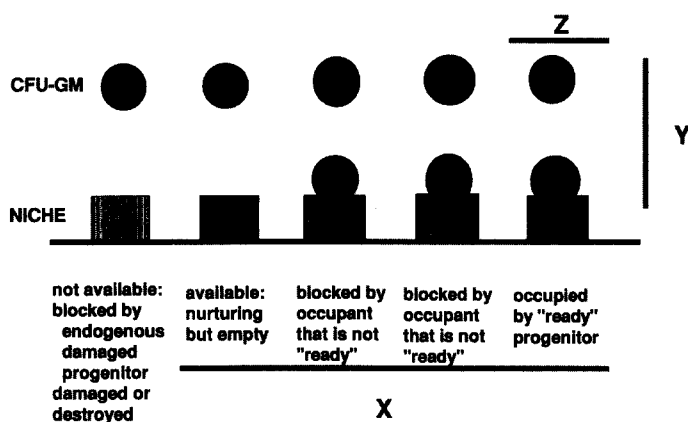 Z
CFU-GM
Y
NICHE
not available:
blocked by
endogenous
damaged
progenitor
damaged or
destroyed
available:
nurturing
but empty
blocked by
occupant
that is not
"ready"
blocked by
occupant
that is not
"ready"
occupied
by "ready"
progenitor
X